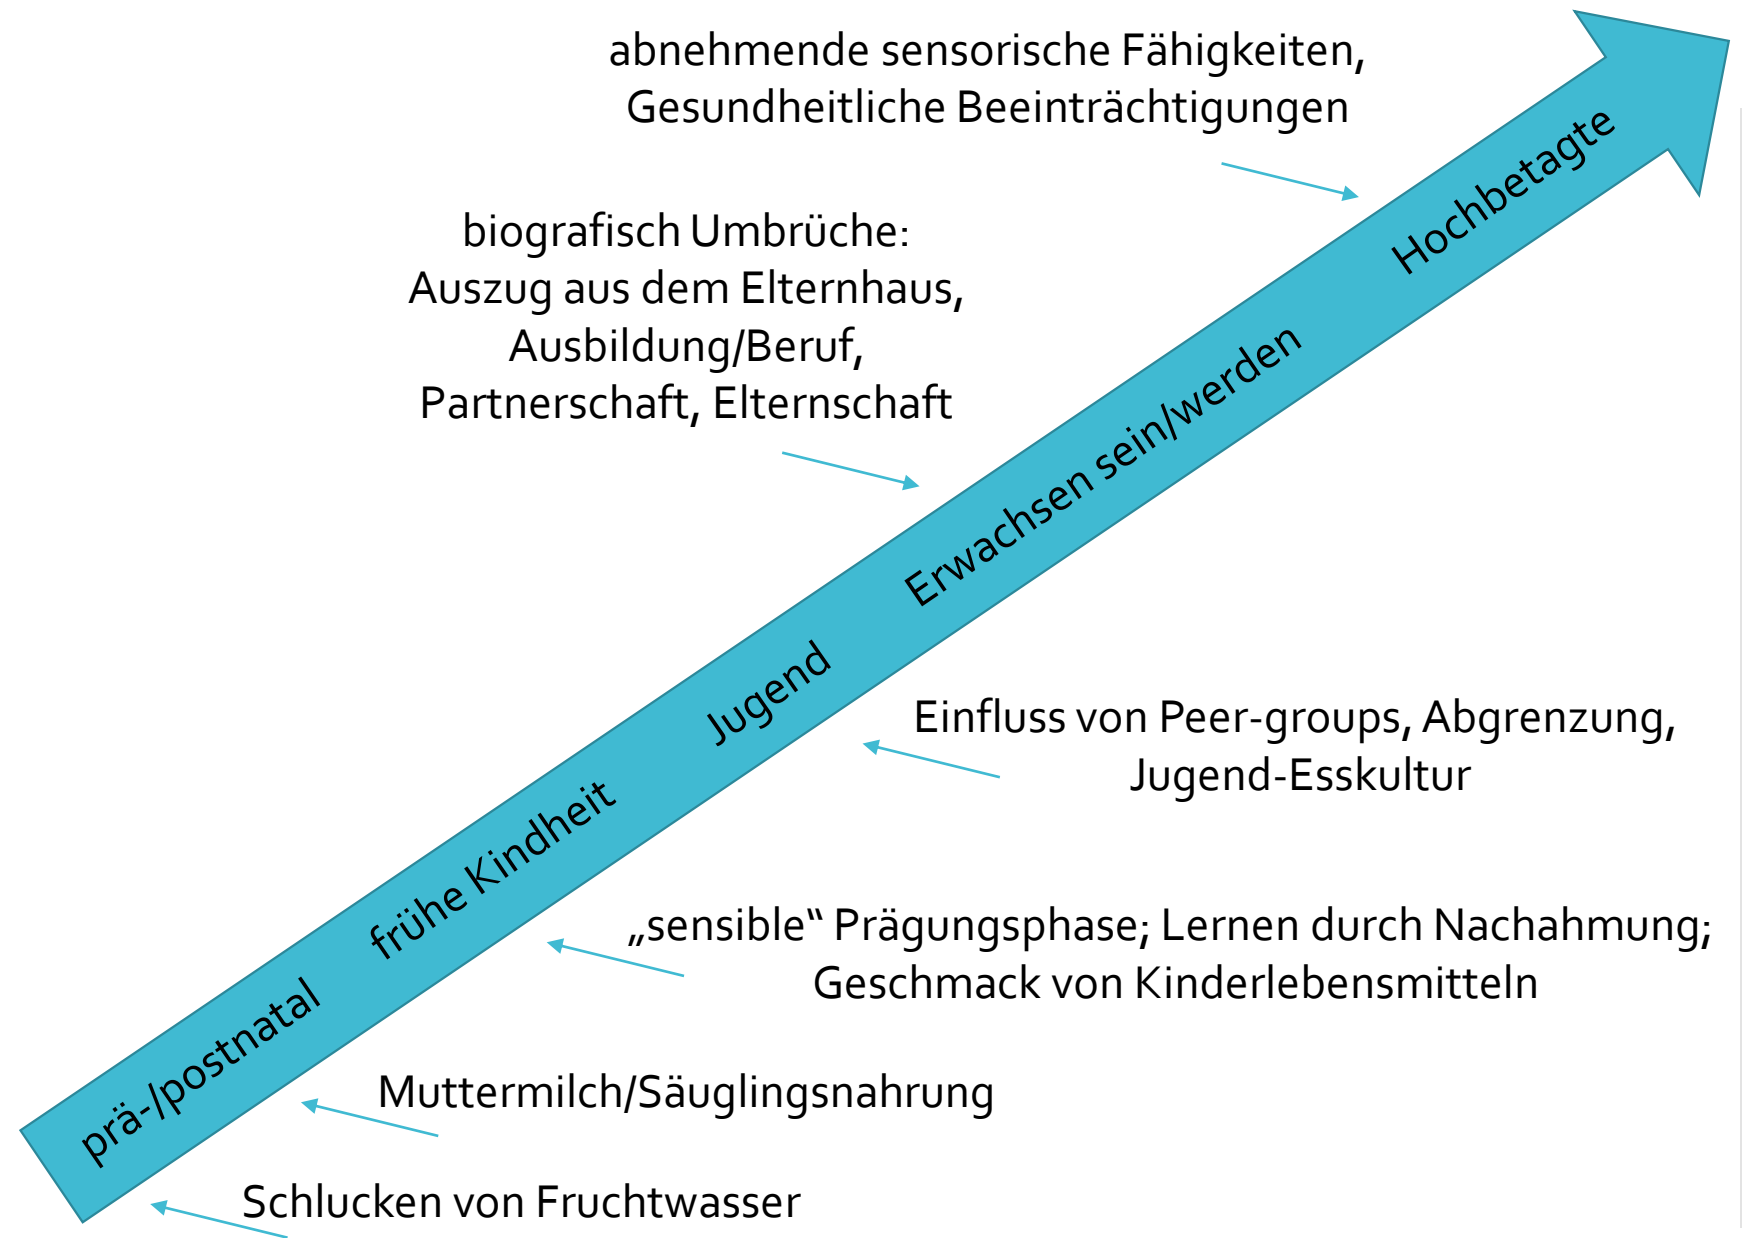 abnehmende sensorische Fähigkeiten,
Gesundheitliche Beeinträchtigungen
Hochbetagte
biografisch Umbrüche:
Auszug aus dem Elternhaus,
Ausbildung/Beruf,
Partnerschaft, Elternschaft
Erwachsen sein/werden
Jugend
Einfluss von Peer-groups, Abgrenzung,
Jugend-Esskultur
frühe Kindheit
„sensible“ Prägungsphase; Lernen durch Nachahmung;
Geschmack von Kinderlebensmitteln
prä-/postnatal
Muttermilch/Säuglingsnahrung
Schlucken von Fruchtwasser